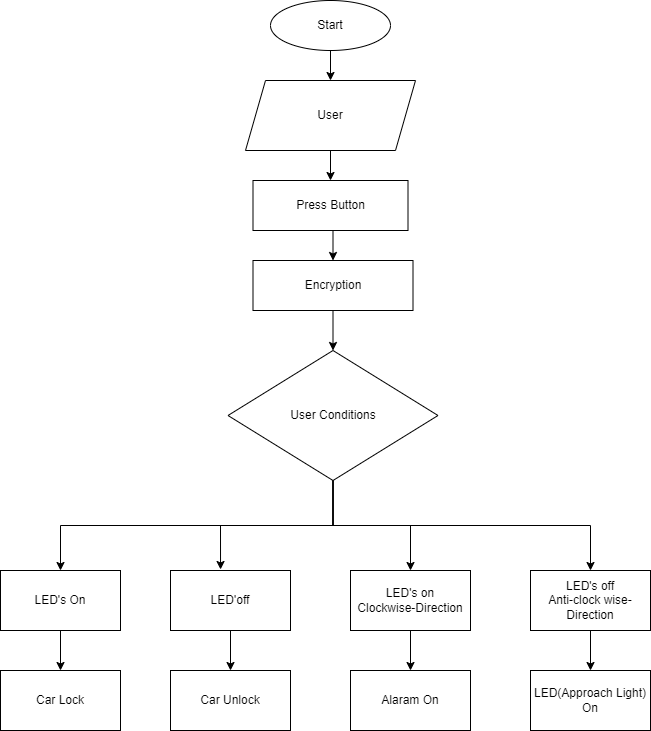 Start
User
Press Button
Encryption
User Conditions
LED's On
LED'off
LED's on
Clockwise-Direction
LED's off
Anti-clock wise-
Direction
Car Lock
Car Unlock
Alaram On
LED(Approach Light)
On